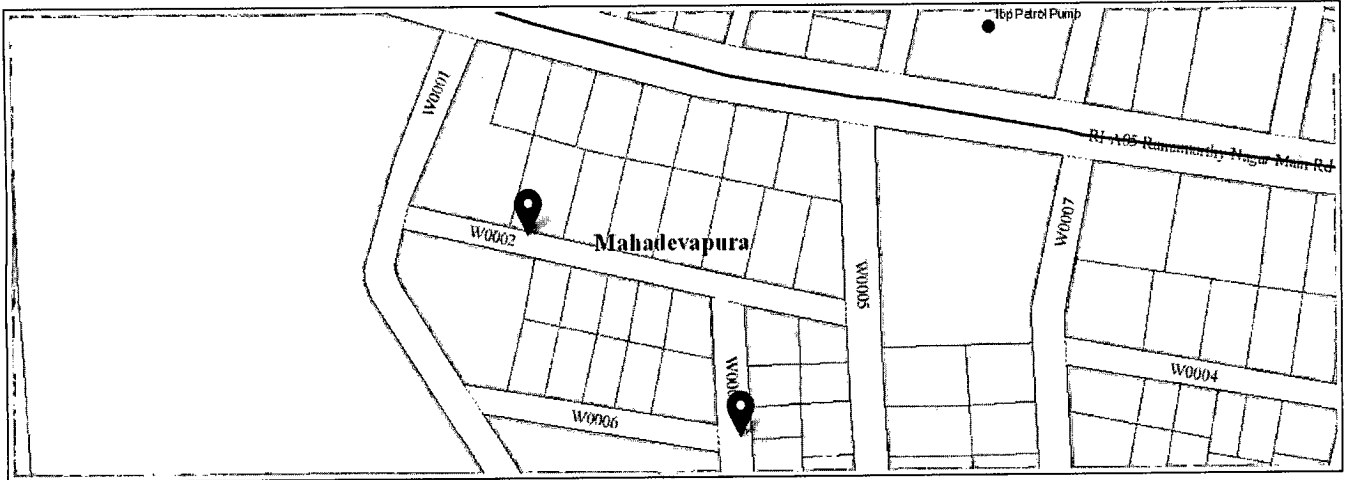 Ibp Patrol Pump
W0001
RJ-A05 Ramamurthy Nagar Main Rd
W0007
W0002
Mahadevapura
W0005
W0004
W0006